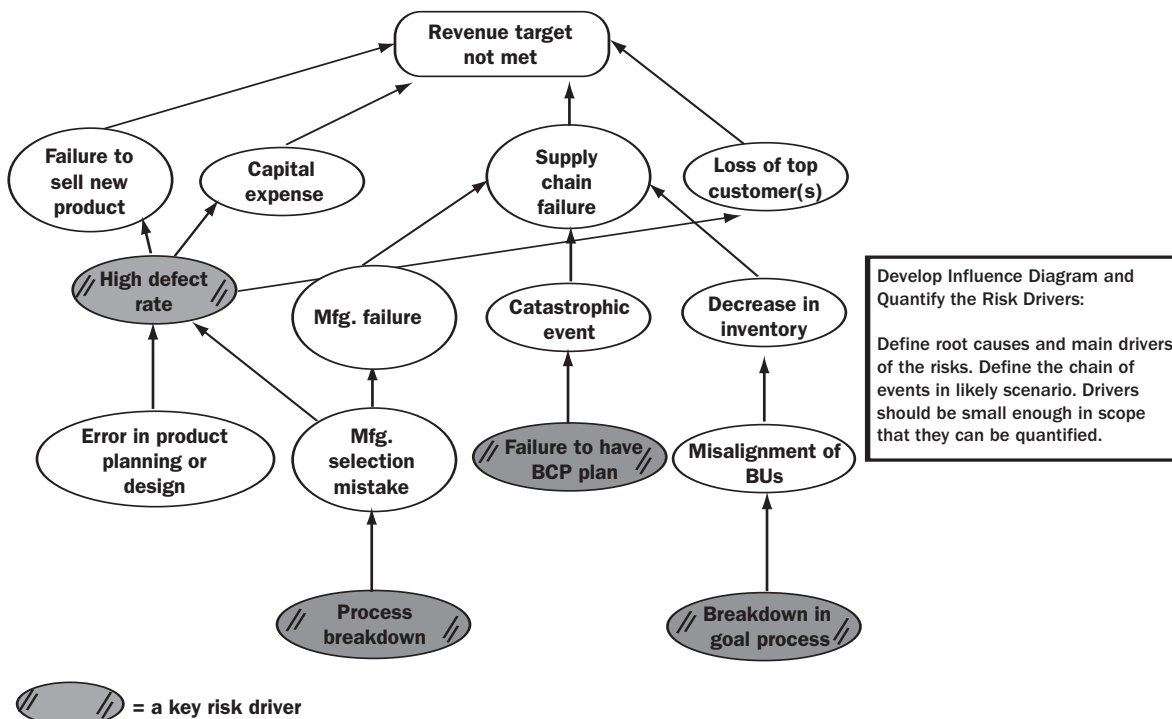 Revenue target
not met
Failure to
sell new
product
Capital
expense
Supply
chain
failure
Loss of top
customer(s)
High defect
rate
Mfg. failure
Catastrophic
event
Decrease in
inventory
Develop Influence Diagram and
Quantify the Risk Drivers:
Define root causes and main drivers
of the risks. Define the chain of
events in likely scenario. Drivers
should be small enough in scope
that they can be quantified.
Error in product
planning or
design
Mfg.
selection
mistake
Failure to have
BCP plan
Misalignment of
BUs
Process
breakdown
Breakdown in
goal process
= a key risk driver